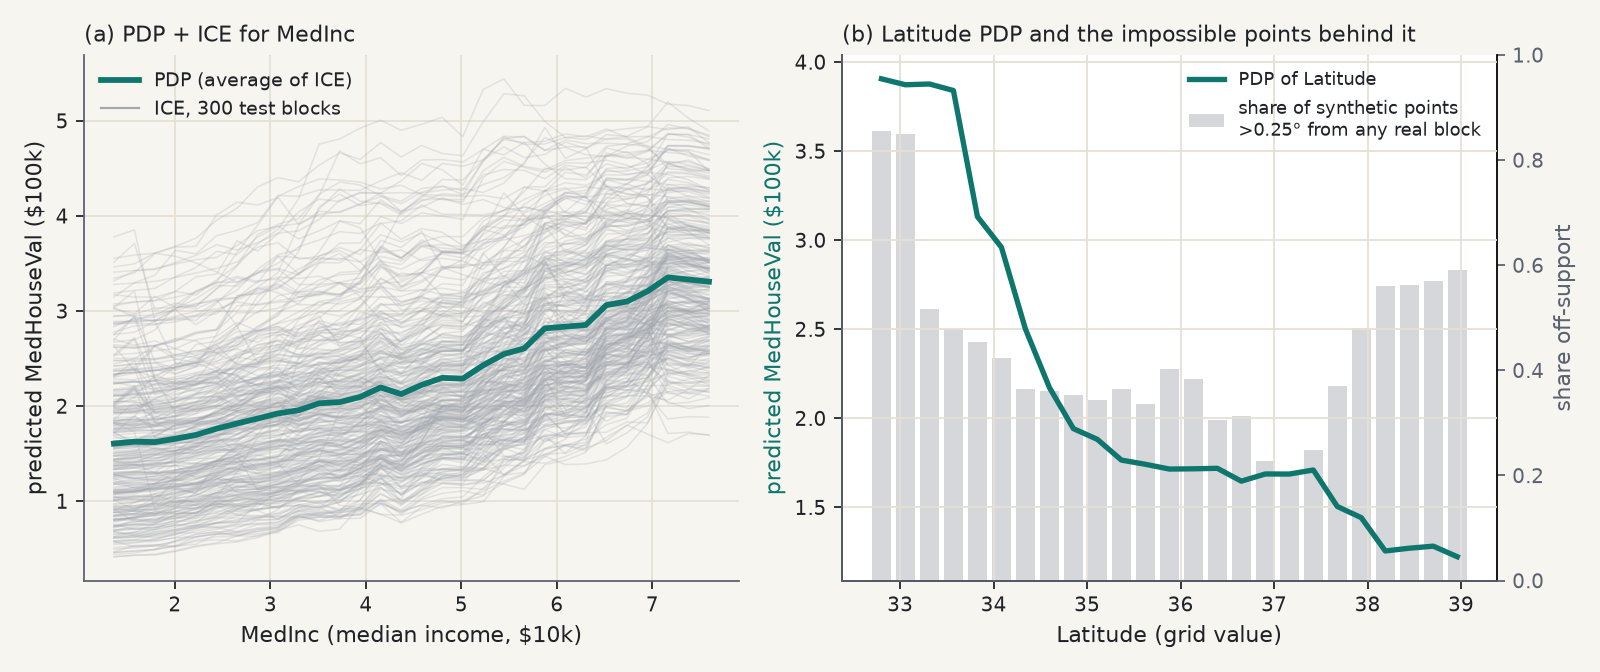 (a) PDP + ICE for MedInc
PDP (average of ICE)
ICE, 300 test blocks
predicted MedHouseVal ($100k)
5
4
3
2
1
2 3 4 5 6 7
MedInc (median income, $10k)
(b) Latitude PDP and the impossible points behind it
PDP of Latitude
share of synthetic points
>0.25° from any real block
predicted MedHouseVal ($100k)
4.0
3.5
3.0
2.5
2.0
1.5
1.0
0.8
0.6
0.4
0.2
0.0
share off-support
33 34 35 36 37 38 39
Latitude (grid value)